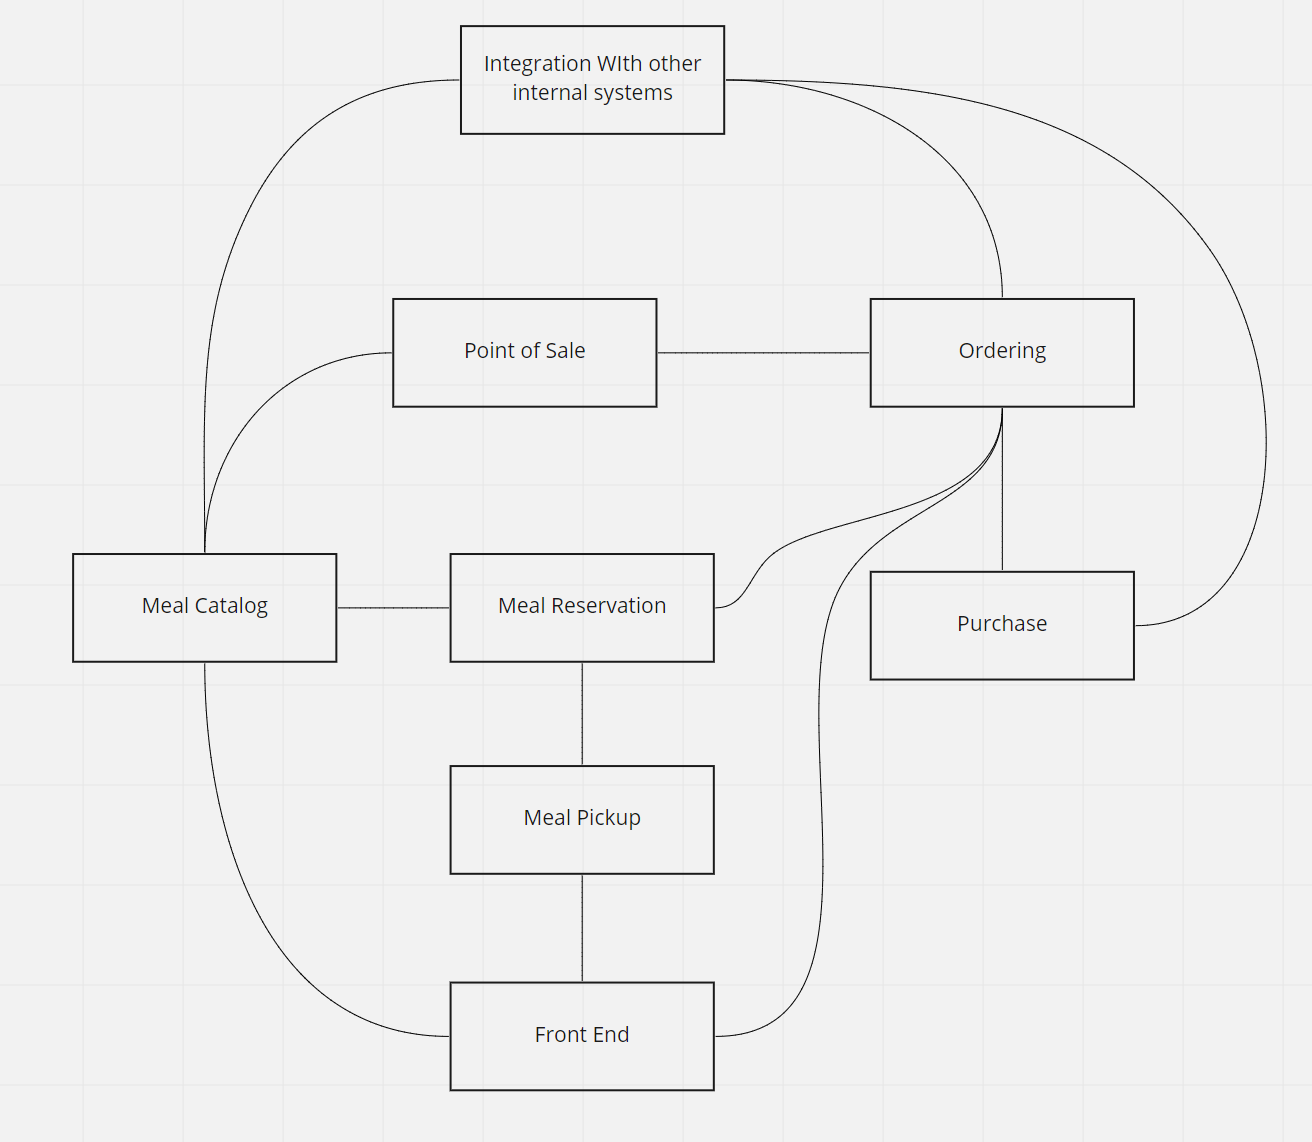 Integration WIth other
internal systems
Point of Sale
Ordering
Meal Catalog
Meal Reservation
Purchase
Meal Pickup
Front End